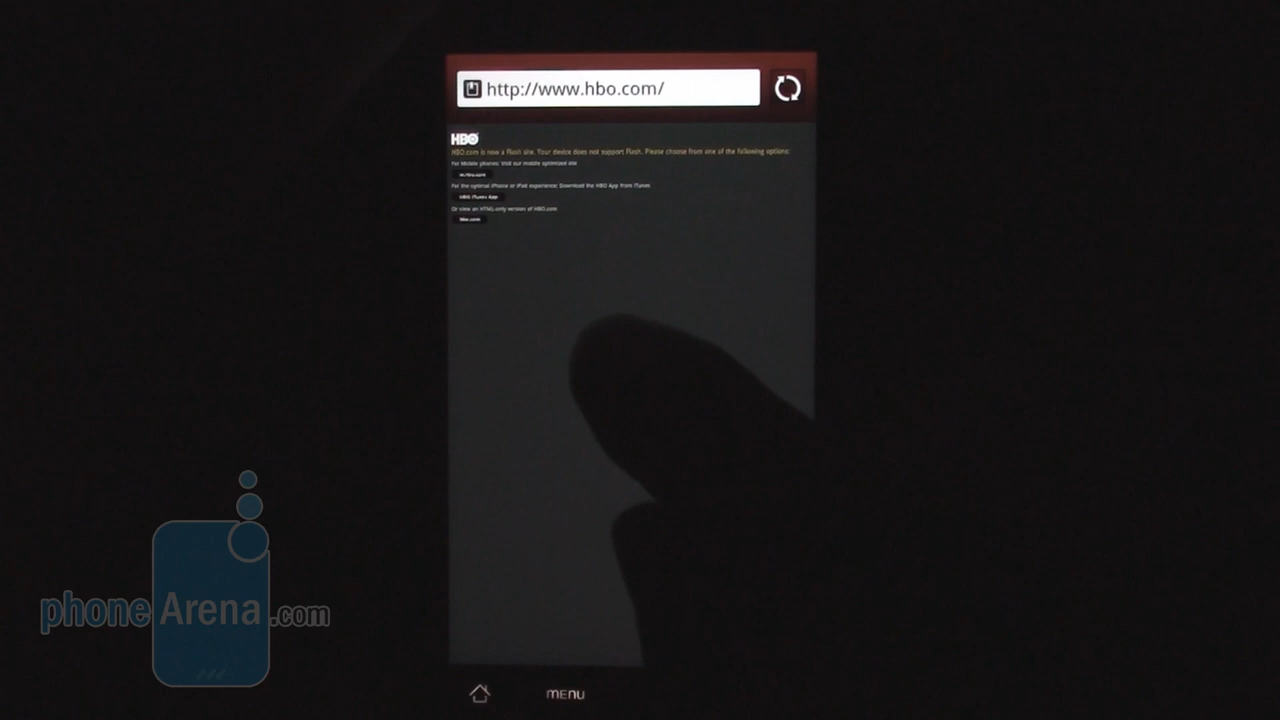 http://www.hbo.com/
HBO
HBO.com is now a Flash site. Your device does not support Flash. Please choose from one of the following options:
For Mobile phones: Visit our mobile optimized site
m.hbo.com
For the optimal iPhone or iPad experience: Download the HBO App from iTunes
HBO iTunes App
Or view an HTML-only version of HBO.com
hbo.com
phoneArena.com
MENU